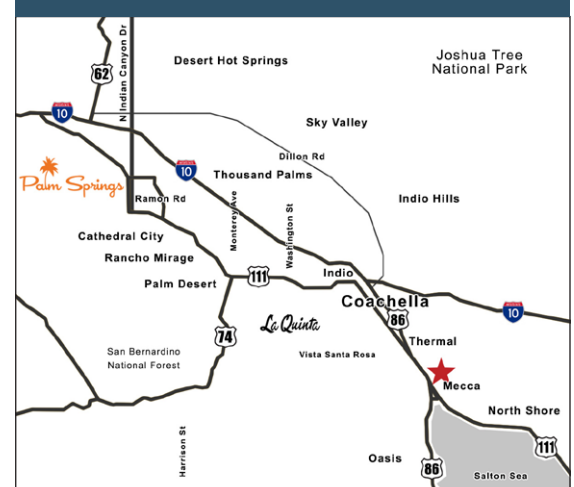 Joshua Tree
National Park
N Indian Canyon Dr
Desert Hot Springs
62
10
Sky Valley
Dillon Rd
10
Thousand Palms
Palm Springs
Ramon Rd
Monterey Ave
Washington St
Indio Hills
Cathedral City
Rancho Mirage
Indio
111
Palm Desert
Coachella
10
86
La Quinta
74
Thermal
San Bernardino
National Forest
Vista Santa Rosa
Mecca
North Shore
Harrison St
111
Oasis
86
Salton Sea